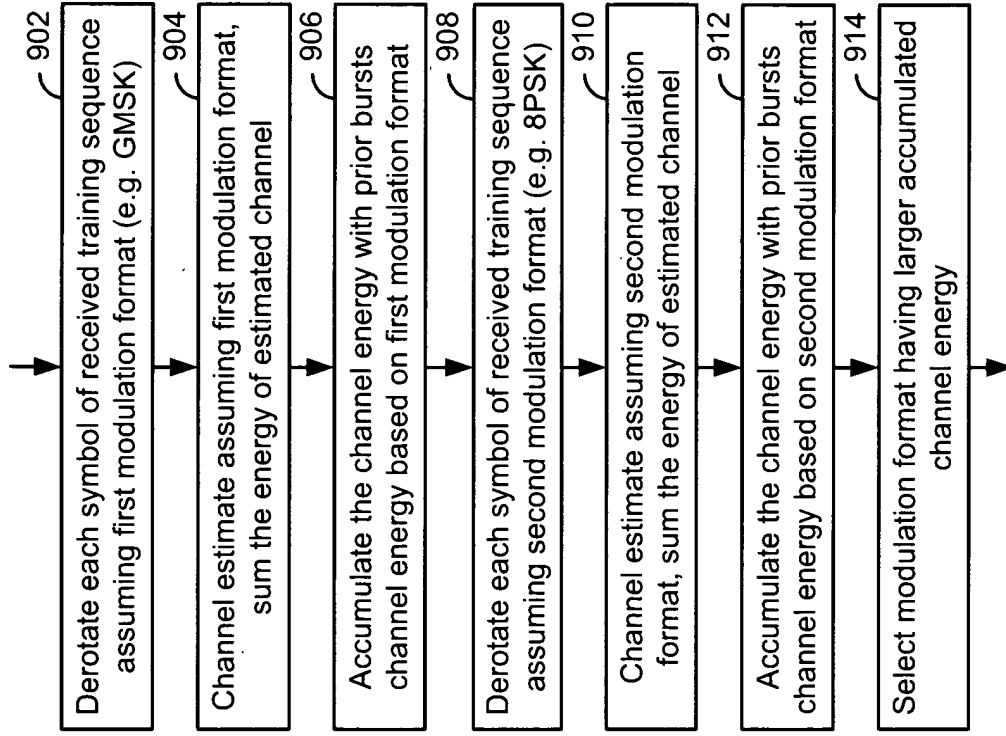 902
Derotate each symbol of received training sequence
assuming first modulation format (e.g. GMSK)
904
Channel estimate assuming first modulation format,
sum the energy of estimated channel
906
Accumulate the channel energy with prior bursts
channel energy based on first modulation format
908
Derotate each symbol of received training sequence
assuming second modulation format (e.g. 8PSK)
910
Channel estimate assuming second modulation
format, sum the energy of estimated channel
912
Accumulate the channel energy with prior bursts
channel energy based on second modulation format
914
Select modulation format having larger accumulated
channel energy